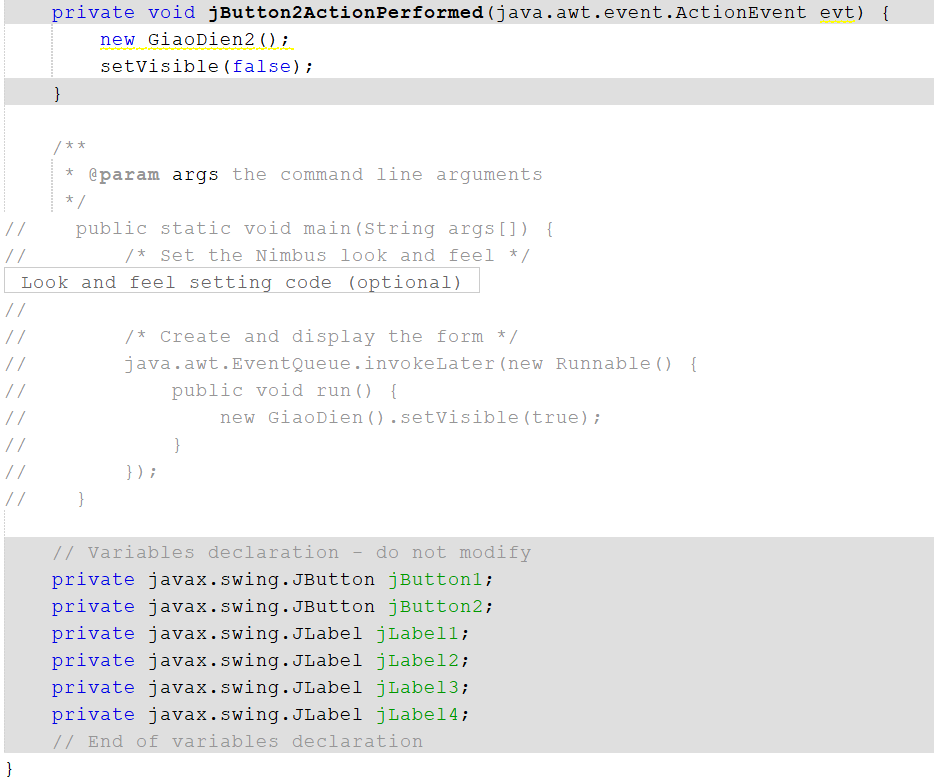 private void jButton2ActionPerformed(java.awt.event.ActionEvent evt) {
new GiaoDien2();
setVisible(false);
}
/**
* @param args the command line arguments
*/
// public static void main(String args[]) {
// /* Set the Nimbus look and feel */
Look and feel setting code (optional)
//
// /* Create and display the form */
// java.awt.EventQueue.invokeLater(new Runnable() {
// public void run() {
// new GiaoDien().setVisible(true);
// }
// });
// }
// Variables declaration - do not modify
private javax.swing.JButton jButton1;
private javax.swing.JButton jButton2;
private javax.swing.JLabel jLabel1;
private javax.swing.JLabel jLabel2;
private javax.swing.JLabel jLabel3;
private javax.swing.JLabel jLabel4;
// End of variables declaration
}